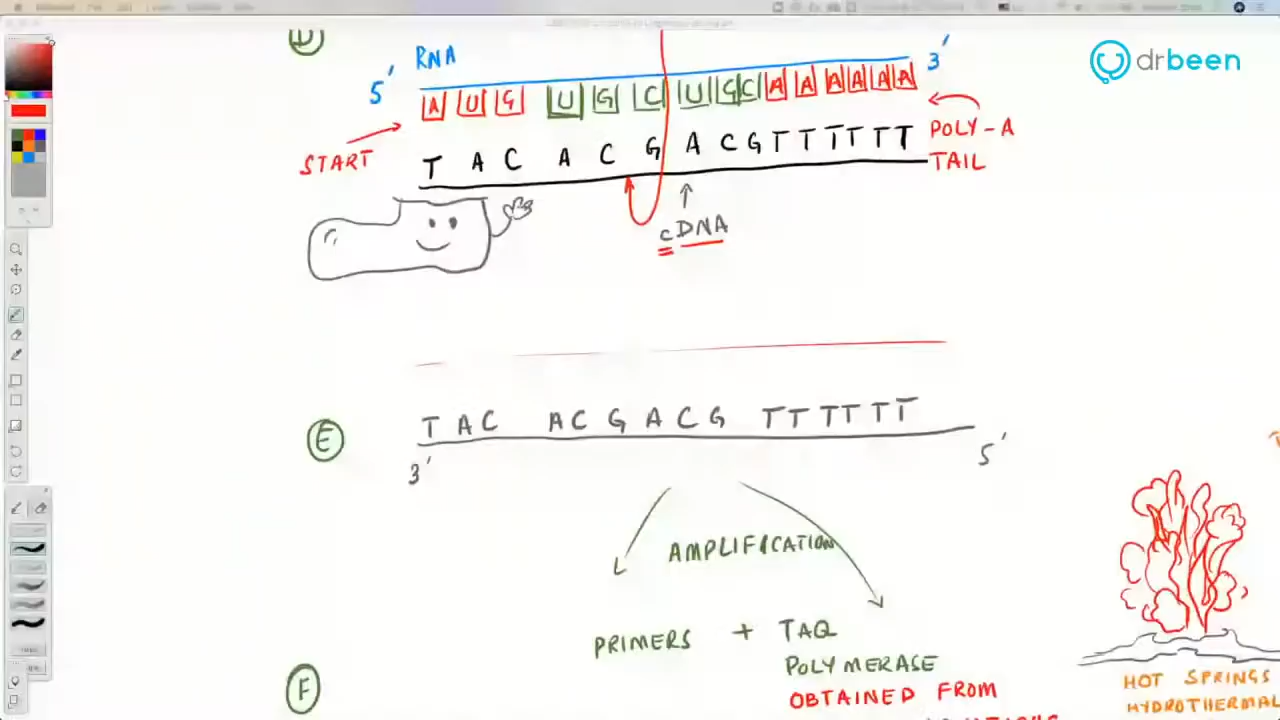 D
drbeen
RNA
5'
3'
A U G U G C U G C A A A A A A
START
T A C A C G A C G T T T T T T
POLY-A
TAIL
cDNA
E
T A C A C G A C G T T T T T T
3'
5'
AMPLIFICATION
PRIMERS + TAQ
POLYMERASE
F
OBTAINED FROM
HOT SPRINGS
HYDROTHERMAL